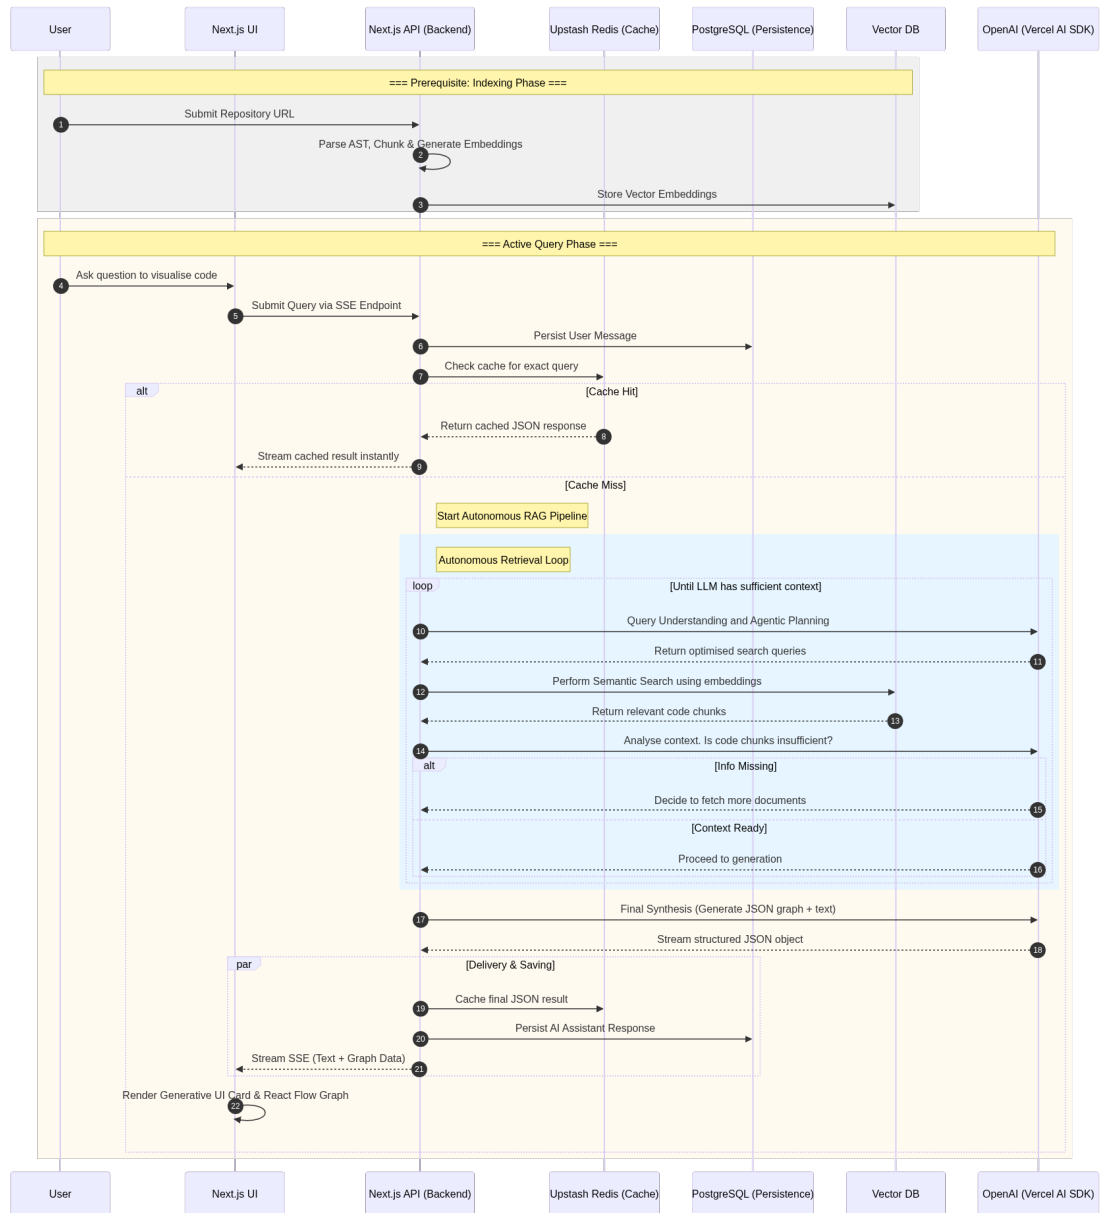 User
Next.js UI
Next.js API (Backend)
Upstash Redis (Cache)
PostgreSQL (Persistence)
Vector DB
OpenAI (Vercel AI SDK)
=== Prerequisite: Indexing Phase ===
Submit Repository URL
1
Parse AST, Chunk & Generate Embeddings
2
Store Vector Embeddings
3
=== Active Query Phase ===
Ask question to visualise code
4
Submit Query via SSE Endpoint
5
Persist User Message
6
Check cache for exact query
7
alt
[Cache Hit]
Return cached JSON response
8
Stream cached result instantly
9
[Cache Miss]
Start Autonomous RAG Pipeline
Autonomous Retrieval Loop
loop
[Until LLM has sufficient context]
Query Understanding and Agentic Planning
10
Return optimised search queries
11
Perform Semantic Search using embeddings
12
Return relevant code chunks
13
Analyse context. Is code chunks insufficient?
14
alt
[Info Missing]
Decide to fetch more documents
15
[Context Ready]
Proceed to generation
16
Final Synthesis (Generate JSON graph + text)
17
Stream structured JSON object
18
par
[Delivery & Saving]
Cache final JSON result
19
Persist AI Assistant Response
20
Stream SSE (Text + Graph Data)
21
Render Generative UI Card & React Flow Graph
22
User
Next.js UI
Next.js API (Backend)
Upstash Redis (Cache)
PostgreSQL (Persistence)
Vector DB
OpenAI (Vercel AI SDK)